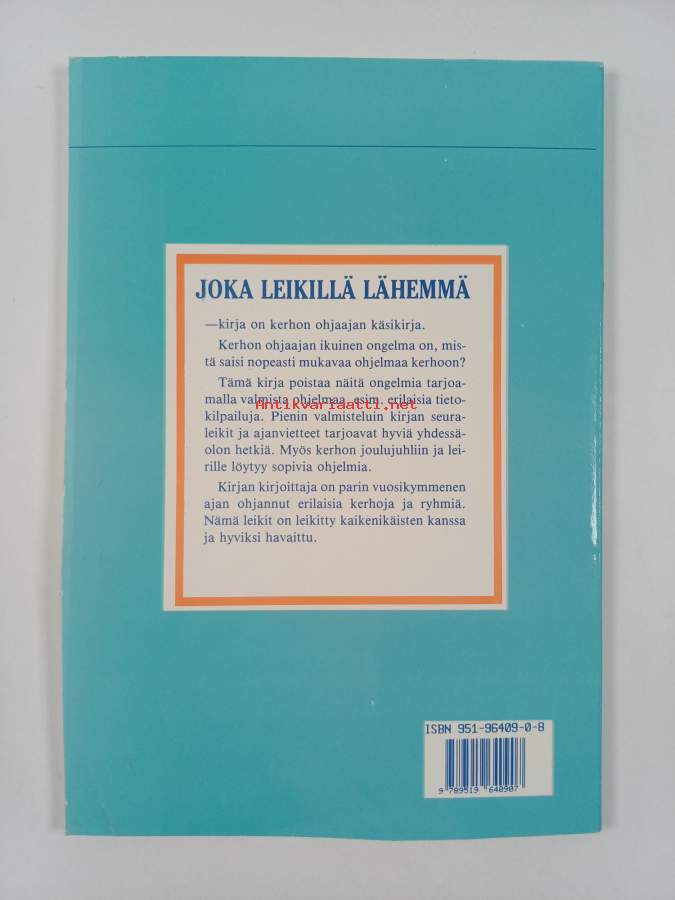 JOKA LEIKILLÄ LÄHEMMÄ
—kirja on kerhon ohjaajan käsikirja.
Kerhon ohjaajan ikuinen ongelma on, mis-
tä saisi nopeasti mukavaa ohjelmaa kerhoon?
Tämä kirja poistaa näitä ongelmia tarjoa-
malla valmista ohjelmaa, esim. erilaisia tieto-
Antikvariaatti.net
kilpailuja. Pienin valmisteluin kirjan seura-
leikit ja ajanvietteet tarjoavat hyviä yhdessä-
olon hetkiä. Myös kerhon joulujuhliin ja lei-
rille löytyy sopivia ohjelmia.
Kirjan kirjoittaja on parin vuosikymmenen
ajan ohjannut erilaisia kerhoja ja ryhmiä.
Nämä leikit on leikitty kaikenikäisten kanssa
ja hyviksi havaittu.
ISBN 951-96409-0-8
9 789519 640907